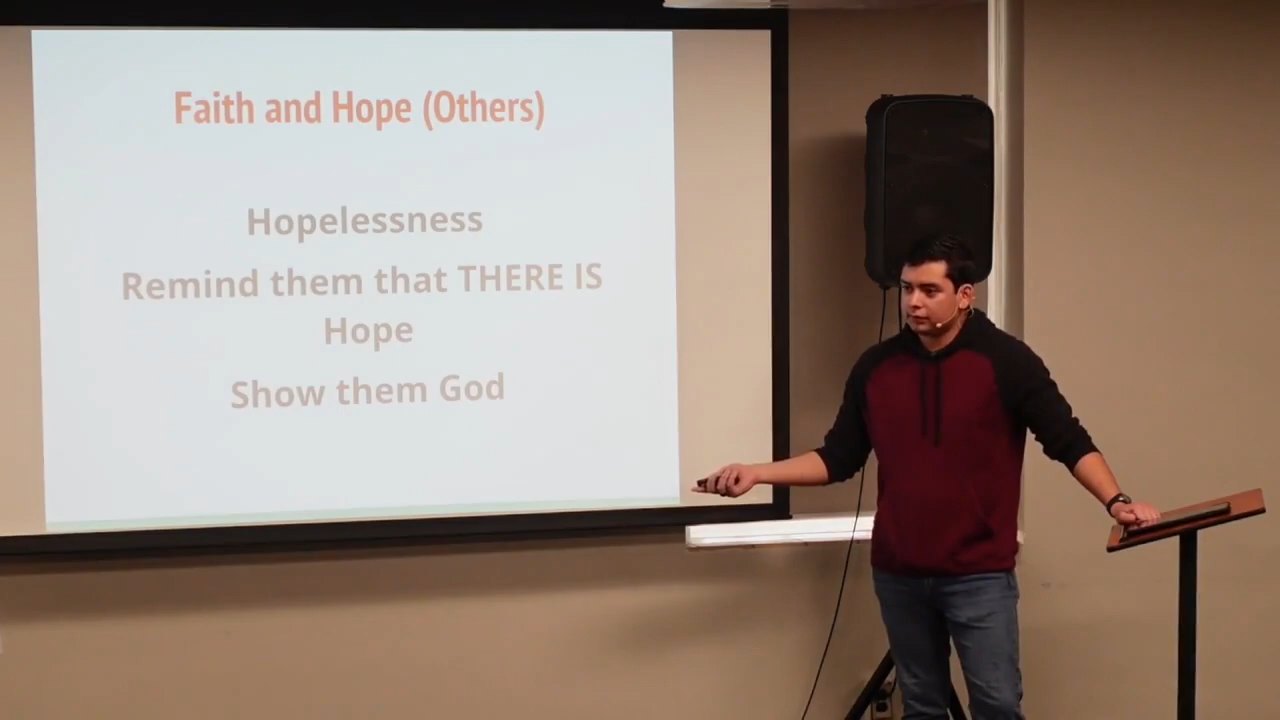 Faith and Hope (Others)
Hopelessness
Remind them that THERE IS
Hope
Show them God